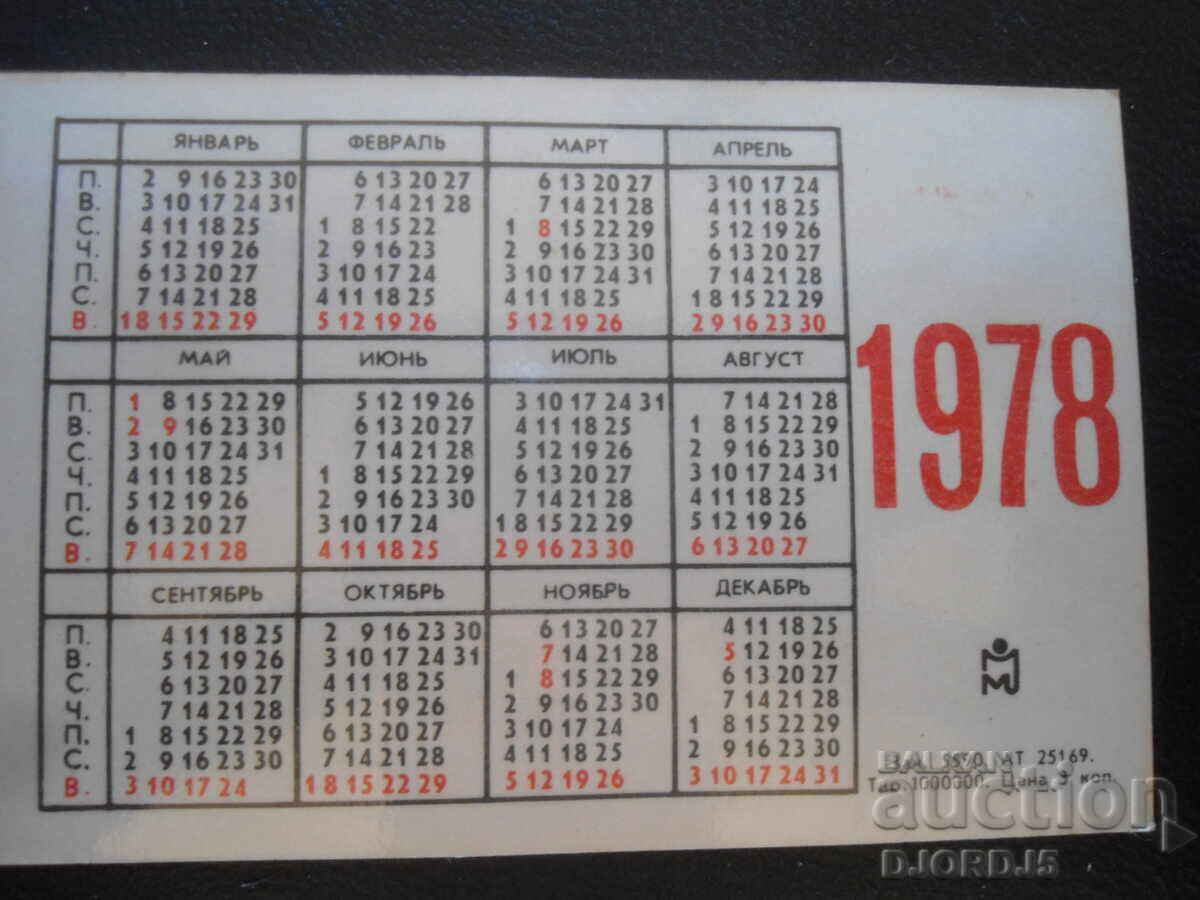 ЯНВАРЬ ФЕВРАЛЬ МАРТ АПРЕЛЬ
П. 2 9 16 23 30 6 13 20 27 6 13 20 27 3 10 17 24
В. 3 10 17 24 31 7 14 21 28 7 14 21 28 4 11 18 25
С. 4 11 18 25 1 8 15 22 1 8 15 22 29 5 12 19 26
Ч. 5 12 19 26 2 9 16 23 2 9 16 23 30 6 13 20 27
П. 6 13 20 27 3 10 17 24 3 10 17 24 31 7 14 21 28
С. 7 14 21 28 4 11 18 25 4 11 18 25 1 8 15 22 29
В. 1 8 15 22 29 5 12 19 26 5 12 19 26 2 9 16 23 30
1978
МАЙ ИЮНЬ ИЮЛЬ АВГУСТ
П. 1 8 15 22 29 5 12 19 26 3 10 17 24 31 7 14 21 28
В. 2 9 16 23 30 6 13 20 27 4 11 18 25 1 8 15 22 29
С. 3 10 17 24 31 7 14 21 28 5 12 19 26 2 9 16 23 30
Ч. 4 11 18 25 1 8 15 22 29 6 13 20 27 3 10 17 24 31
П. 5 12 19 26 2 9 16 23 30 7 14 21 28 4 11 18 25
С. 6 13 20 27 3 10 17 24 1 8 15 22 29 5 12 19 26
В. 7 14 21 28 4 11 18 25 2 9 16 23 30 6 13 20 27
СЕНТЯБРЬ ОКТЯБРЬ НОЯБРЬ ДЕКАБРЬ
П. 4 11 18 25 2 9 16 23 30 6 13 20 27 4 11 18 25
В. 5 12 19 26 3 10 17 24 31 7 14 21 28 5 12 19 26
С. 6 13 20 27 4 11 18 25 1 8 15 22 29 6 13 20 27
Ч. 7 14 21 28 5 12 19 26 2 9 16 23 30 7 14 21 28
П. 1 8 15 22 29 6 13 20 27 3 10 17 24 1 8 15 22 29
С. 2 9 16 23 30 7 14 21 28 4 11 18 25 2 9 16 23 30
В. 3 10 17 24 1 8 15 22 29 5 12 19 26 3 10 17 24 31
АТ 25169.
Тир. 1000000. Цена 3 коп.
BALKAN
auction
DJORDJ5